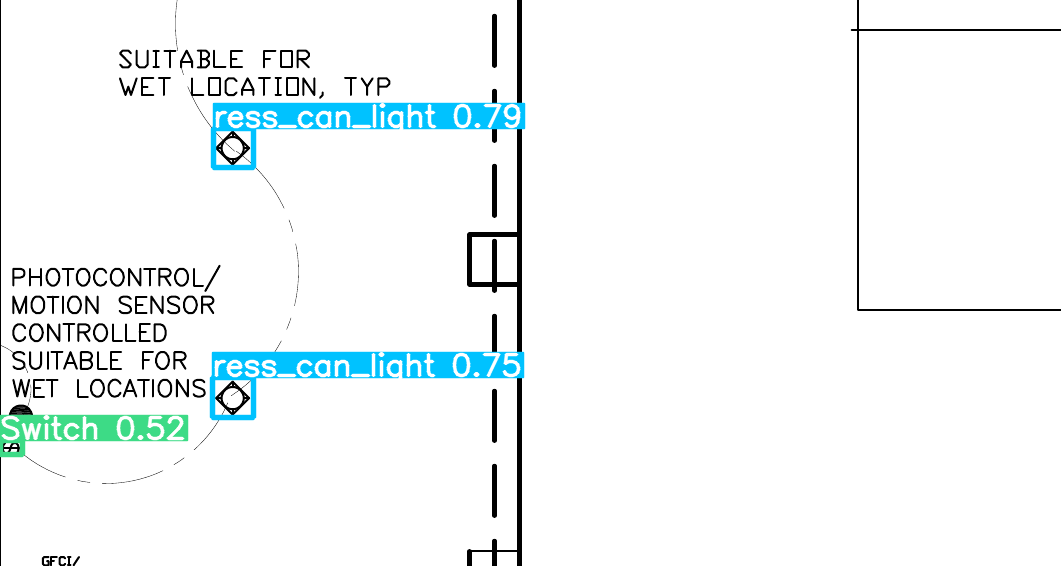 SUITABLE FOR
WET LOCATION, TYP
ress_can_light 0.79
PHOTOCONTROL/
MOTION SENSOR
CONTROLLED
SUITABLE FOR
WET LOCATIONS
ress_can_light 0.75
Switch 0.52
S
GFCI/